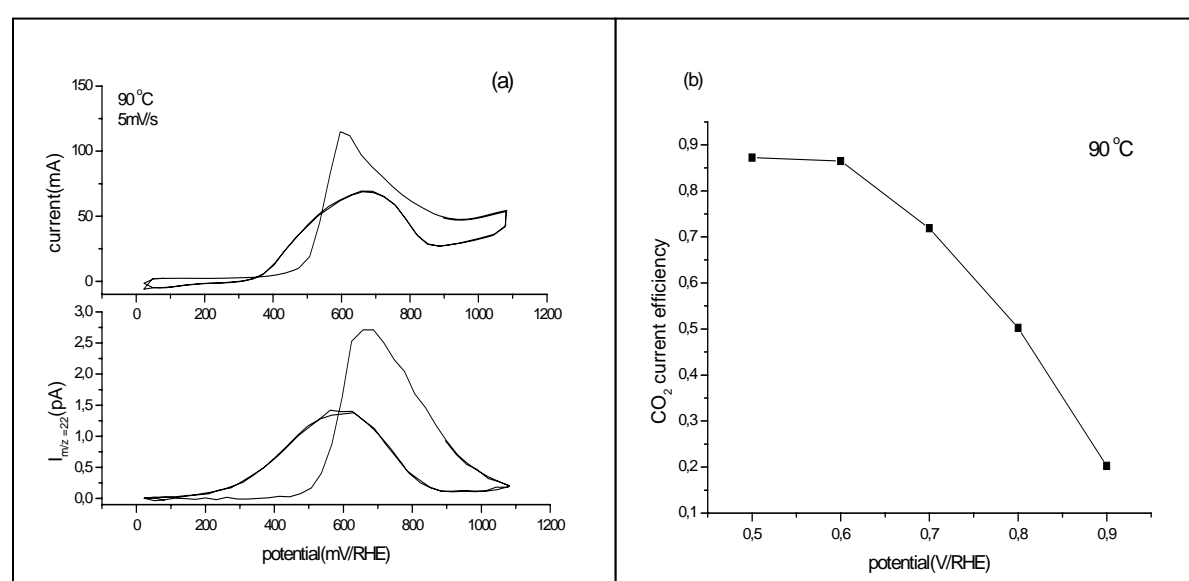 (a)
90 °C
5mV/s
150
100
50
0
current(mA)
0 200 400 600 800 1000 1200
3,0
2,5
2,0
1,5
1,0
0,5
0,0
I m/z =22(pA)
0 200 400 600 800 1000 1200
potential(mV/RHE)
(b)
90 °C
0,9
0,8
0,7
0,6
0,5
0,4
0,3
0,2
0,1
CO2 current efficiency
0,5 0,6 0,7 0,8 0,9
potential(V/RHE)